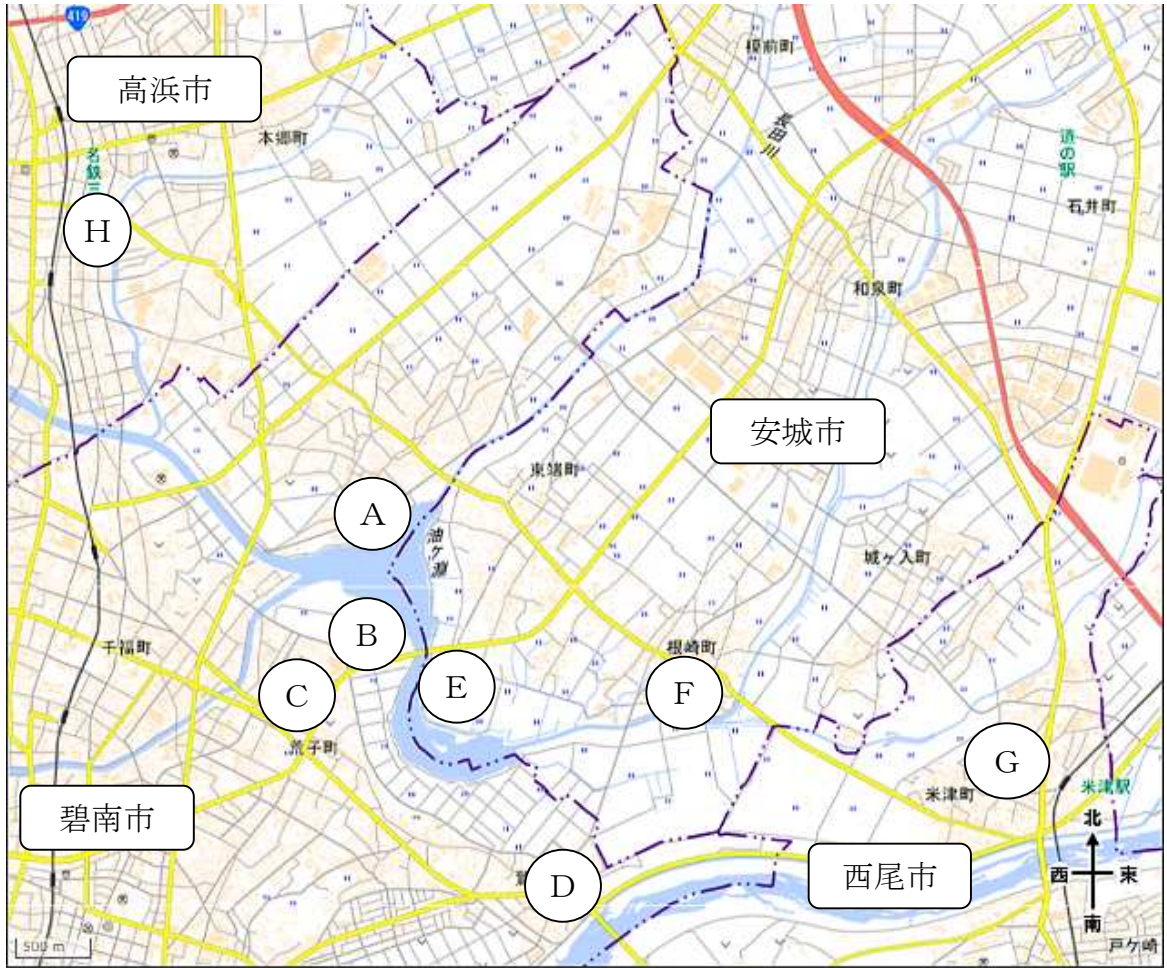 419
高浜市
榎前町
本郷町
長田川
道の駅
名鉄三
石井町
H
和泉町
安城市
東端町
A
油ヶ淵
城ヶ入町
B
千福町
根崎町
E
F
C
荒子町
G
米津町
米津駅
碧南市
北
西
東
南
D
西尾市
500 m
戸ケ崎